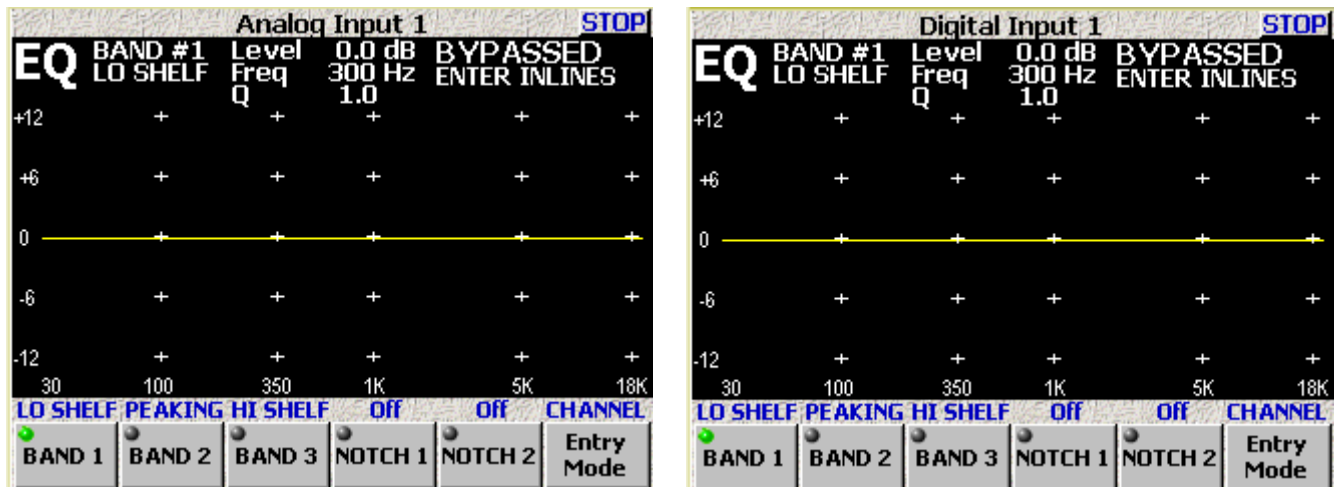 Analog Input 1 STOP
EQ BAND #1 Level 0.0 dB BYPASSED
LO SHELF Freq 300 Hz ENTER INLINES
Q 1.0
+12
+6
0
-6
-12
30 100 350 1K 5K 18K
LO SHELF PEAKING HI SHELF Off Off CHANNEL
BAND 1 BAND 2 BAND 3 NOTCH 1 NOTCH 2 Entry Mode
Digital Input 1 STOP
EQ BAND #1 Level 0.0 dB BYPASSED
LO SHELF Freq 300 Hz ENTER INLINES
Q 1.0
+12
+6
0
-6
-12
30 100 350 1K 5K 18K
LO SHELF PEAKING HI SHELF Off Off CHANNEL
BAND 1 BAND 2 BAND 3 NOTCH 1 NOTCH 2 Entry Mode